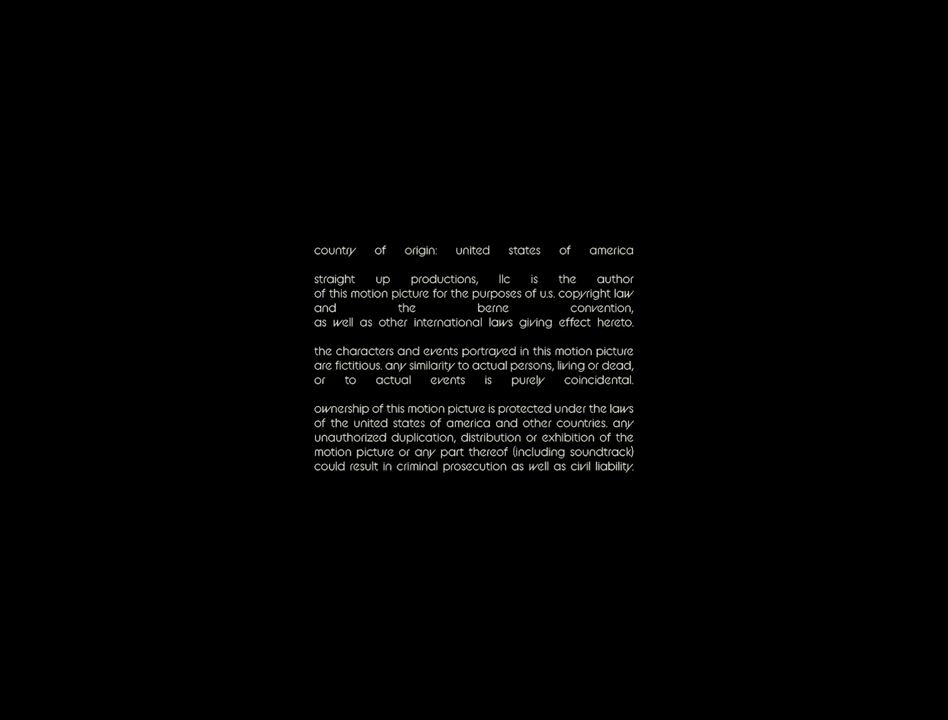 country of origin: united states of america
straight up productions, llc is the author
of this motion picture for the purposes of u.s. copyright law
and the berne convention,
as well as other international laws giving effect hereto.
the characters and events portrayed in this motion picture
are fictitious. any similarity to actual persons, living or dead,
or to actual events is purely coincidental.
ownership of this motion picture is protected under the laws
of the united states of america and other countries. any
unauthorized duplication, distribution or exhibition of the
motion picture or any part thereof (including soundtrack)
could result in criminal prosecution as well as civil liability.